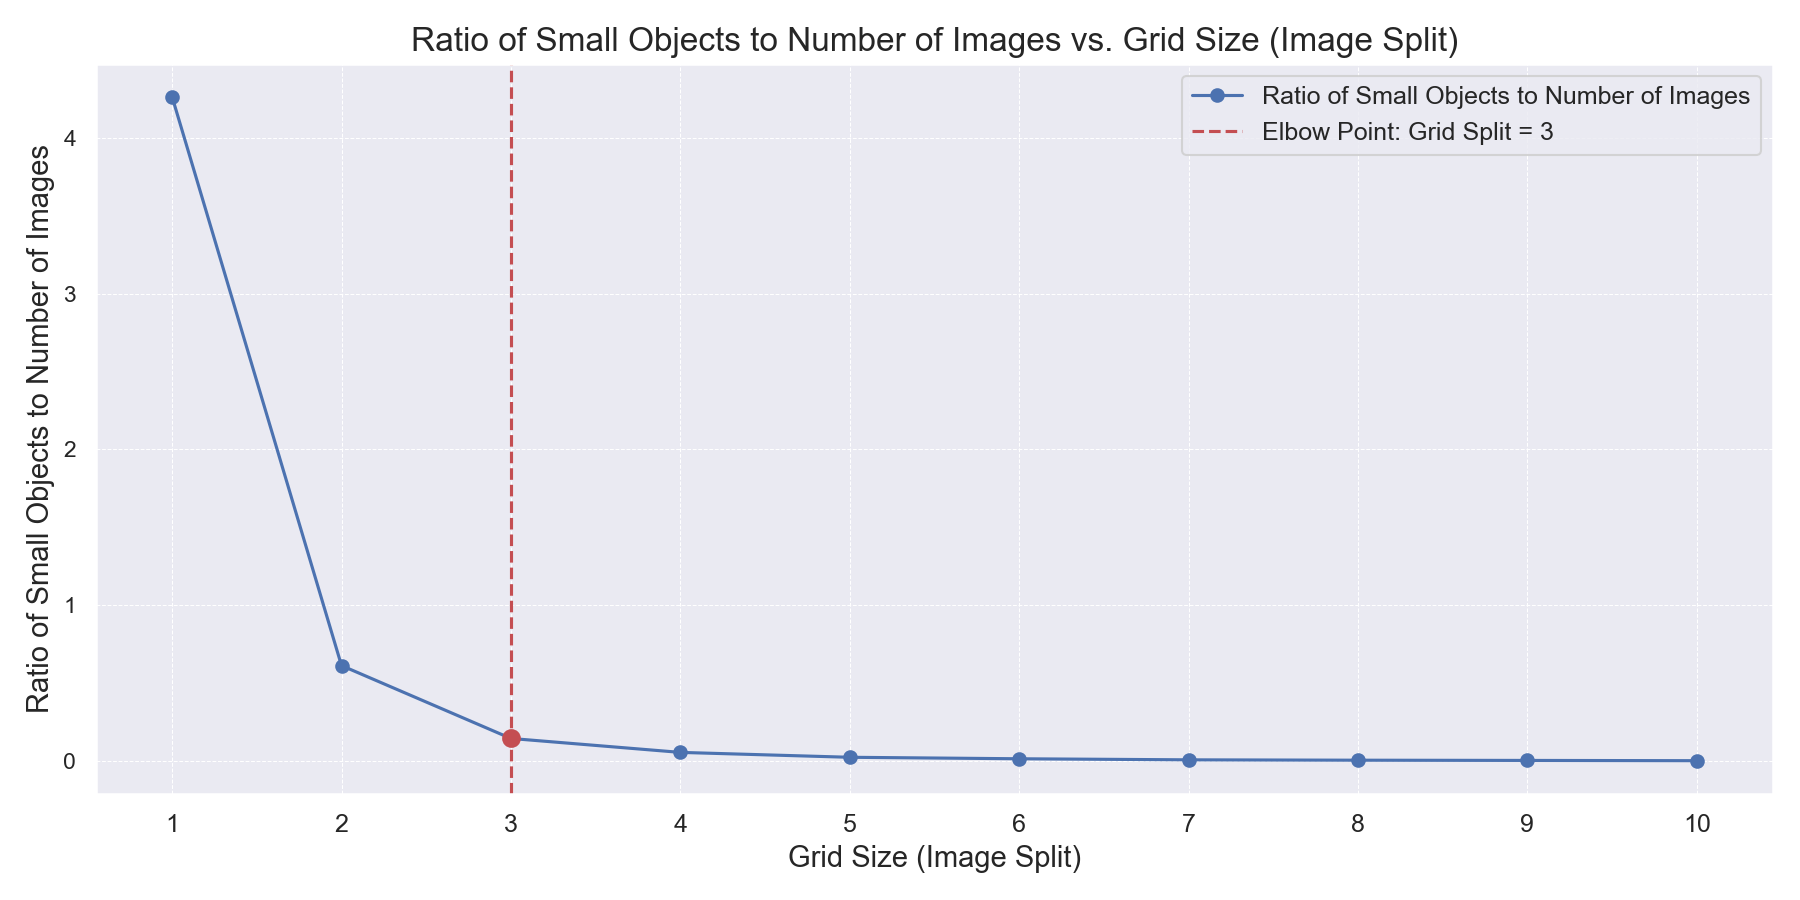 Ratio of Small Objects to Number of Images vs. Grid Size (Image Split)
Ratio of Small Objects to Number of Images
Elbow Point: Grid Split = 3
Ratio of Small Objects to Number of Images
4
3
2
1
0
1 2 3 4 5 6 7 8 9 10
Grid Size (Image Split)